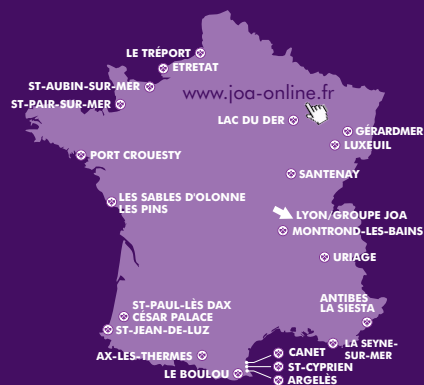 LE TRÉPORT
ETRETAT
ST-AUBIN-SUR-MER
www.joa-online.fr
ST-PAIR-SUR-MER
LAC DU DER
GÉRARDMER
LUXEUIL
PORT CROUESTY
SANTENAY
LES SABLES D'OLONNE
LES PINS
LYON/GROUPE JOA
MONTROND-LES-BAINS
URIAGE
ANTIBES
LA SIESTA
ST-PAUL-LÈS DAX
CÉSAR PALACE
ST-JEAN-DE-LUZ
LA SEYNE-
SUR-MER
AX-LES-THERMES
CANET
LE BOULOU
ST-CYPRIEN
ARGELÈS